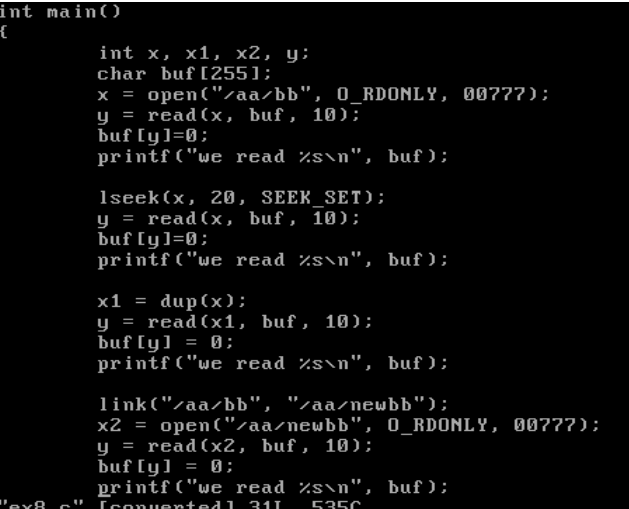 int main()
{
int x, x1, x2, y;
char buf[255];
x = open("/aa/bb", O_RDONLY, 00777);
y = read(x, buf, 10);
buf[y]=0;
printf("we read %s\n", buf);
lseek(x, 20, SEEK_SET);
y = read(x, buf, 10);
buf[y]=0;
printf("we read %s\n", buf);
x1 = dup(x);
y = read(x1, buf, 10);
buf[y] = 0;
printf("we read %s\n", buf);
link("/aa/bb", "/aa/newbb");
x2 = open("/aa/newbb", O_RDONLY, 00777);
y = read(x2, buf, 10);
buf[y] = 0;
printf("we read %s\n", buf);
"ex8.c" [converted] 31L, 535C